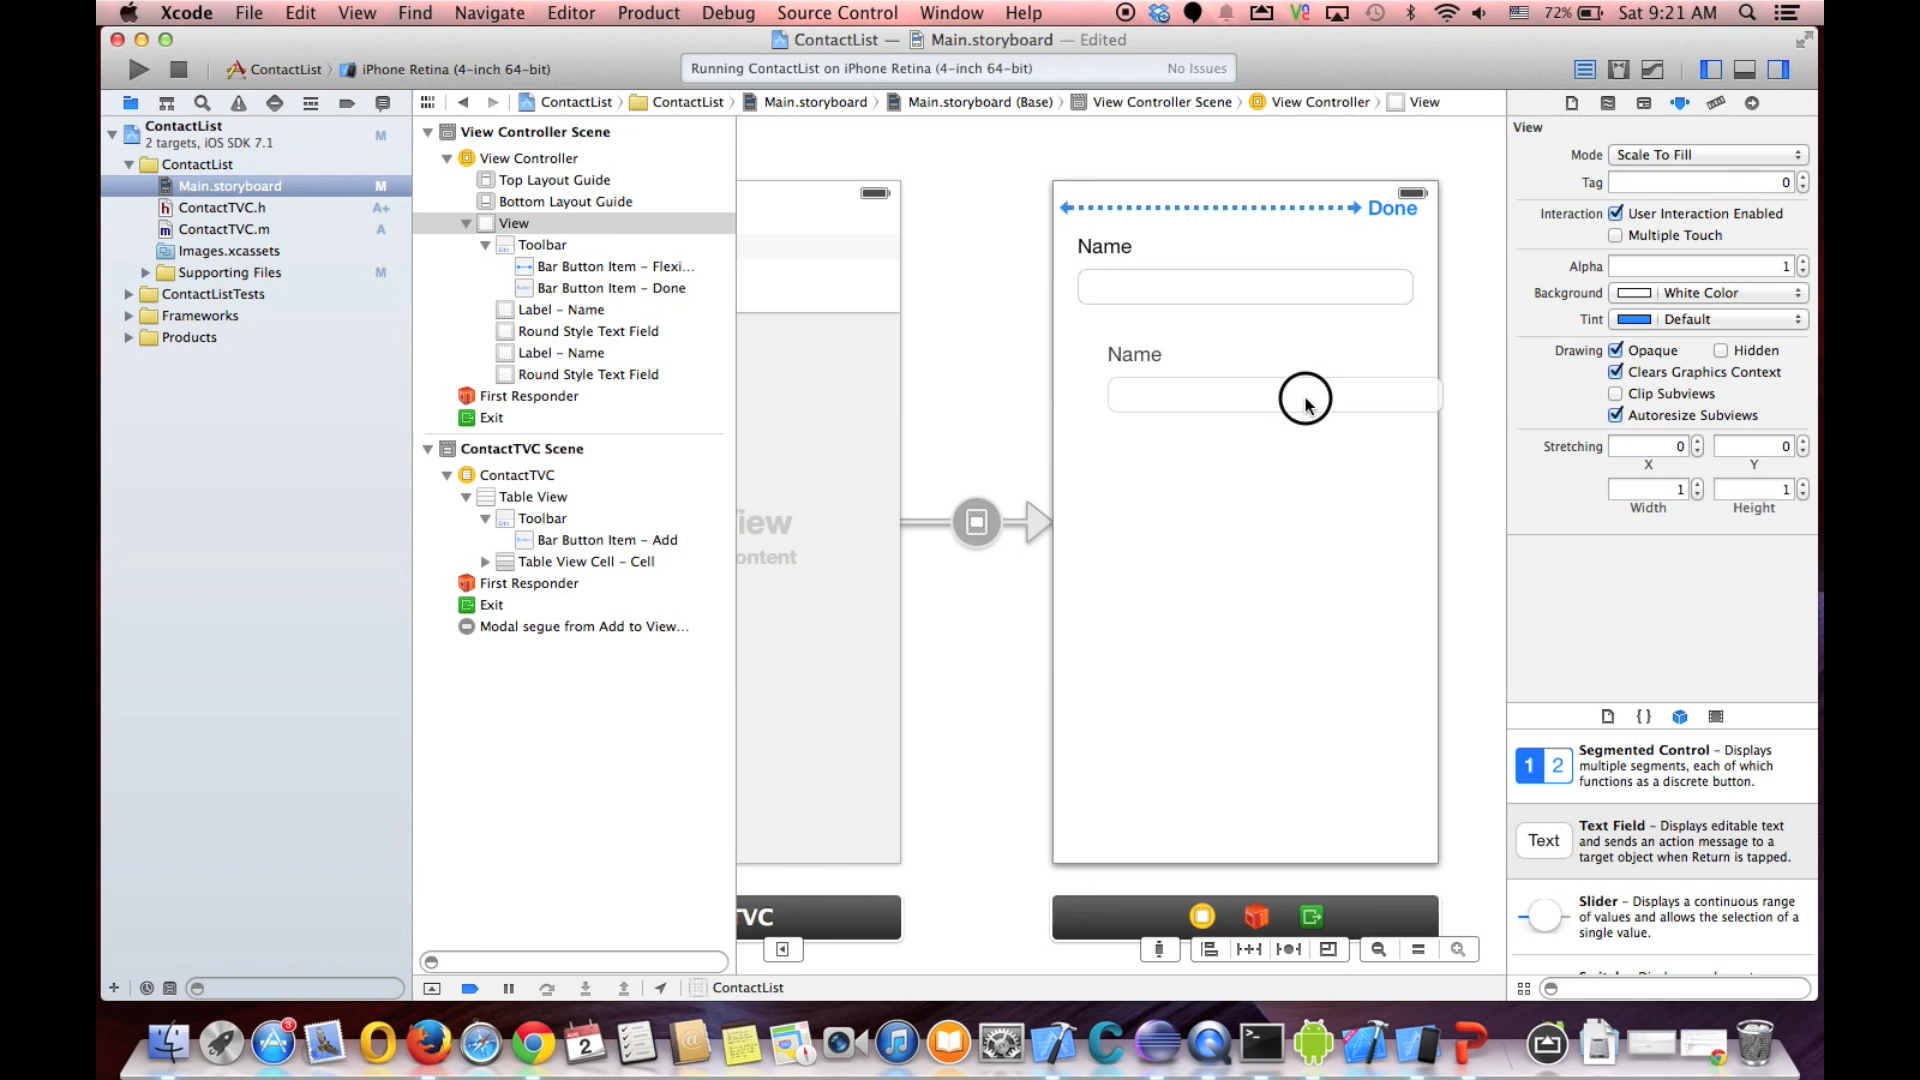 Xcode File Edit View Find Navigate Editor Product Debug Source Control Window Help 72% Sat 9:21 AM
ContactList — Main.storyboard — Edited
ContactList iPhone Retina (4-inch 64-bit) Running ContactList on iPhone Retina (4-inch 64-bit) No Issues
ContactList ContactList Main.storyboard Main.storyboard (Base) View Controller Scene View Controller View
ContactList M
2 targets, iOS SDK 7.1
ContactList
Main.storyboard M
ContactTVC.h A+
ContactTVC.m A
Images.xcassets
Supporting Files M
ContactListTests
Frameworks
Products
View Controller Scene
View Controller
Top Layout Guide
Bottom Layout Guide
View
Toolbar
Bar Button Item – Flexi...
Bar Button Item – Done
Label – Name
Round Style Text Field
Label – Name
Round Style Text Field
First Responder
Exit
ContactTVC Scene
ContactTVC
Table View
Toolbar
Bar Button Item – Add
Table View Cell – Cell
First Responder
Exit
Modal segue from Add to View...
iew
ontent
TVC
Done
Name
Name
View
Mode Scale To Fill
Tag 0
Interaction User Interaction Enabled
Multiple Touch
Alpha 1
Background White Color
Tint Default
Drawing Opaque Hidden
Clears Graphics Context
Clip Subviews
Autoresize Subviews
Stretching 0 0
X Y
1 1
Width Height
{ }
1 2 Segmented Control – Displays
multiple segments, each of which
functions as a discrete button.
Text Text Field – Displays editable text
and sends an action message to a
target object when Return is tapped.
Slider – Displays a continuous range
of values and allows the selection of a
single value.
ContactList
3
2